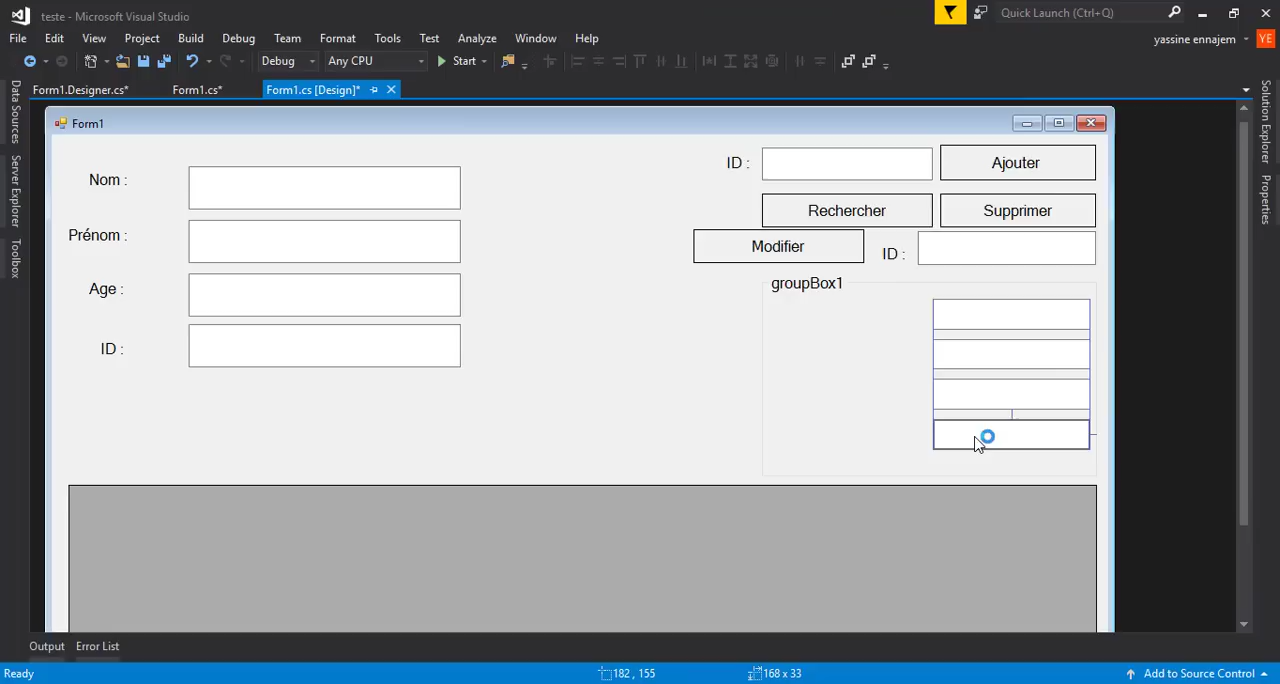 teste - Microsoft Visual Studio
Quick Launch (Ctrl+Q)
File Edit View Project Build Debug Team Format Tools Test Analyze Window Help
yassine ennajem YE
Debug Any CPU Start
Form1.Designer.cs* Form1.cs* Form1.cs [Design]*
Data Sources
Server Explorer
Toolbox
Solution Explorer
Properties
Form1
Nom :
Prénom :
Age :
ID :
ID : Ajouter
Rechercher Supprimer
Modifier ID :
groupBox1
Output Error List
Ready 182 , 155 168 x 33 Add to Source Control